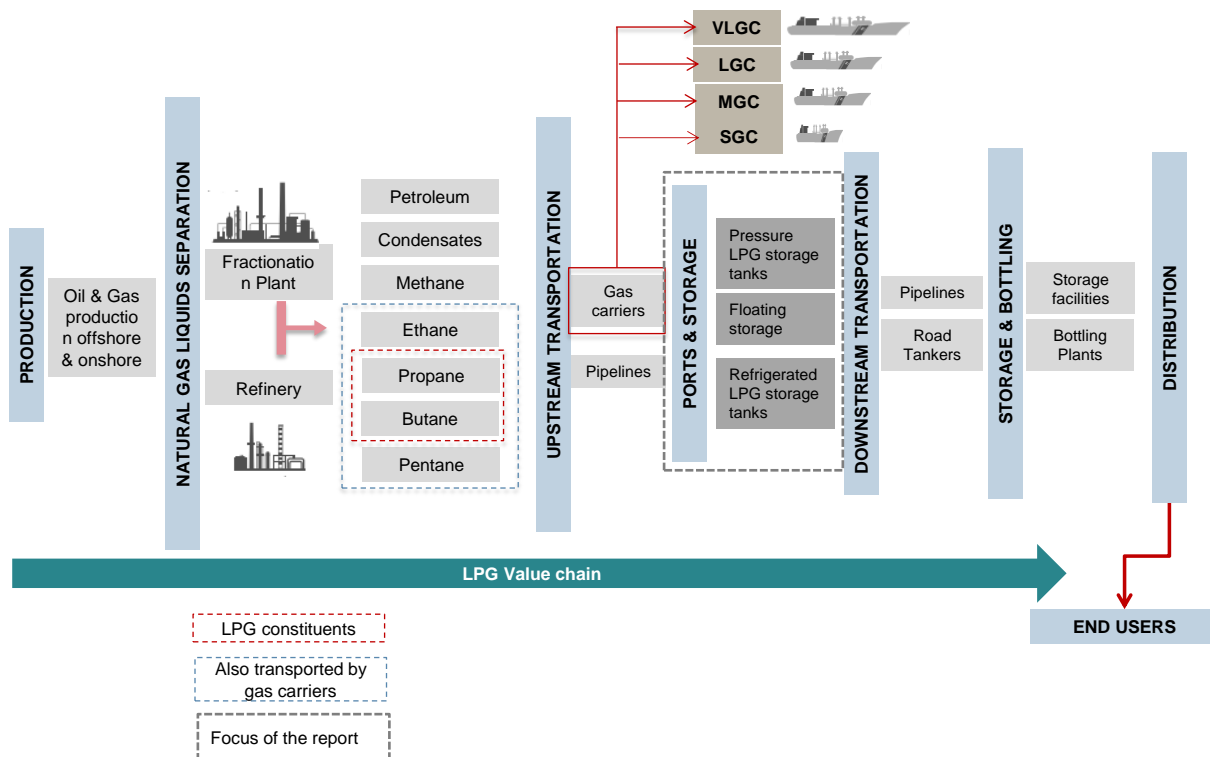 VLGC
LGC
MGC
SGC
PRODUCTION
Oil & Gas
productio
n offshore
& onshore
NATURAL GAS LIQUIDS SEPARATION
Fractionatio
n Plant
Refinery
Petroleum
Condensates
Methane
Ethane
Propane
Butane
Pentane
UPSTREAM TRANSPORTATION
Gas
carriers
Pipelines
PORTS & STORAGE
Pressure
LPG storage
tanks
Floating
storage
Refrigerated
LPG storage
tanks
DOWNSTREAM TRANSPORTATION
Pipelines
Road
Tankers
STORAGE & BOTTLING
Storage
facilities
Bottling
Plants
DISTRIBUTION
LPG Value chain
END USERS
LPG constituents
Also transported by
gas carriers
Focus of the report